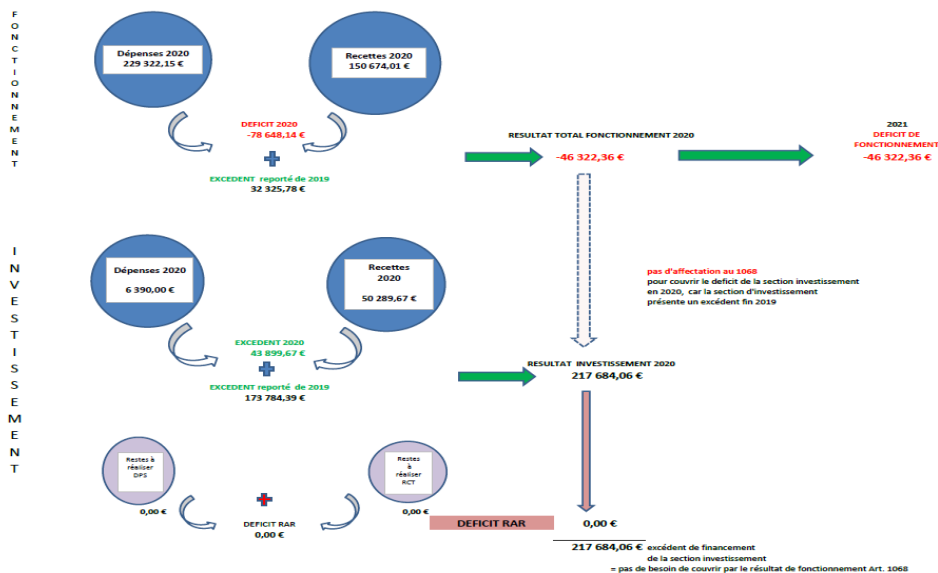 FONCTIONNEMENT
Dépenses 2020
229 322,15 €
Recettes 2020
150 674,01 €
DEFICIT 2020
-78 648,14 €
EXCEDENT reporté de 2019
32 325,78 €
RESULTAT TOTAL FONCTIONNEMENT 2020
-46 322,36 €
2021
DEFICIT DE
FONCTIONNEMENT
-46 322,36 €
INVESTISSEMENT
Dépenses 2020
6 390,00 €
Recettes
2020
50 289,67 €
pas d'affectation au 1068
pour couvrir le deficit de la section investissement
en 2020, car la section d'investissement
présente un excédent fin 2019
EXCEDENT 2020
43 899,67 €
EXCEDENT reporté de 2019
173 784,39 €
RESULTAT INVESTISSEMENT 2020
217 684,06 €
Restes à
réaliser
DPS
0,00 €
Restes
à
réaliser
RCT
0,00 €
DEFICIT RAR
0,00 €
DEFICIT RAR
0,00 €
217 684,06 € excédent de financement
de la section investissement
= pas de besoin de couvrir par le résultat de fonctionnement Art. 1068